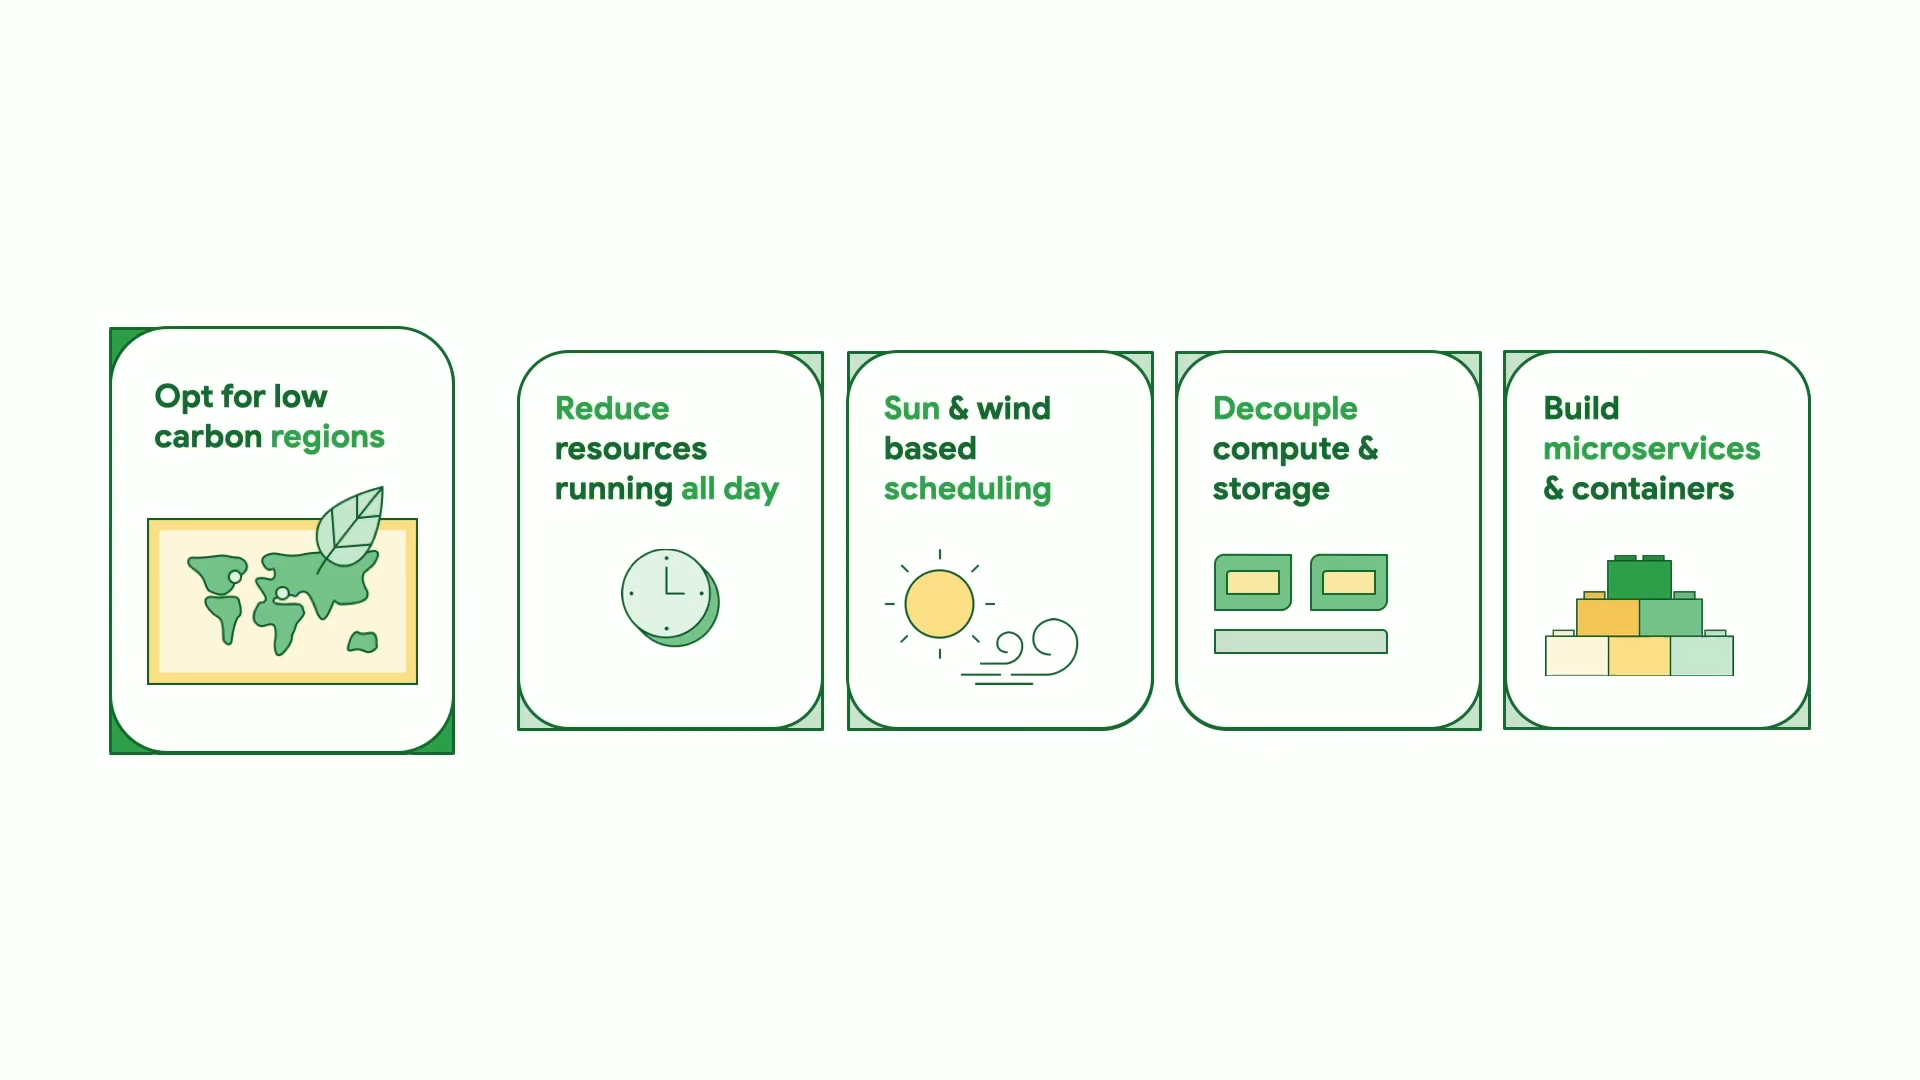 Opt for low
carbon regions
Reduce
resources
running all day
Sun & wind
based
scheduling
Decouple
compute &
storage
Build
microservices
& containers